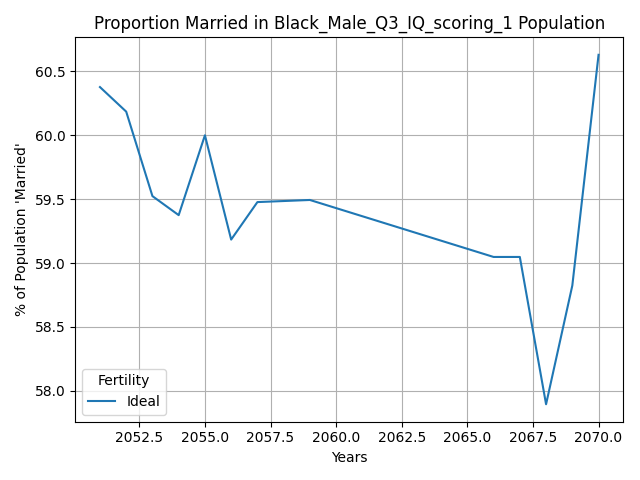 Proportion Married in Black_Male_Q3_IQ_scoring_1 Population
% of Population 'Married'
60.5
60.0
59.5
59.0
58.5
58.0
Fertility
Ideal
2052.5 2055.0 2057.5 2060.0 2062.5 2065.0 2067.5 2070.0
Years